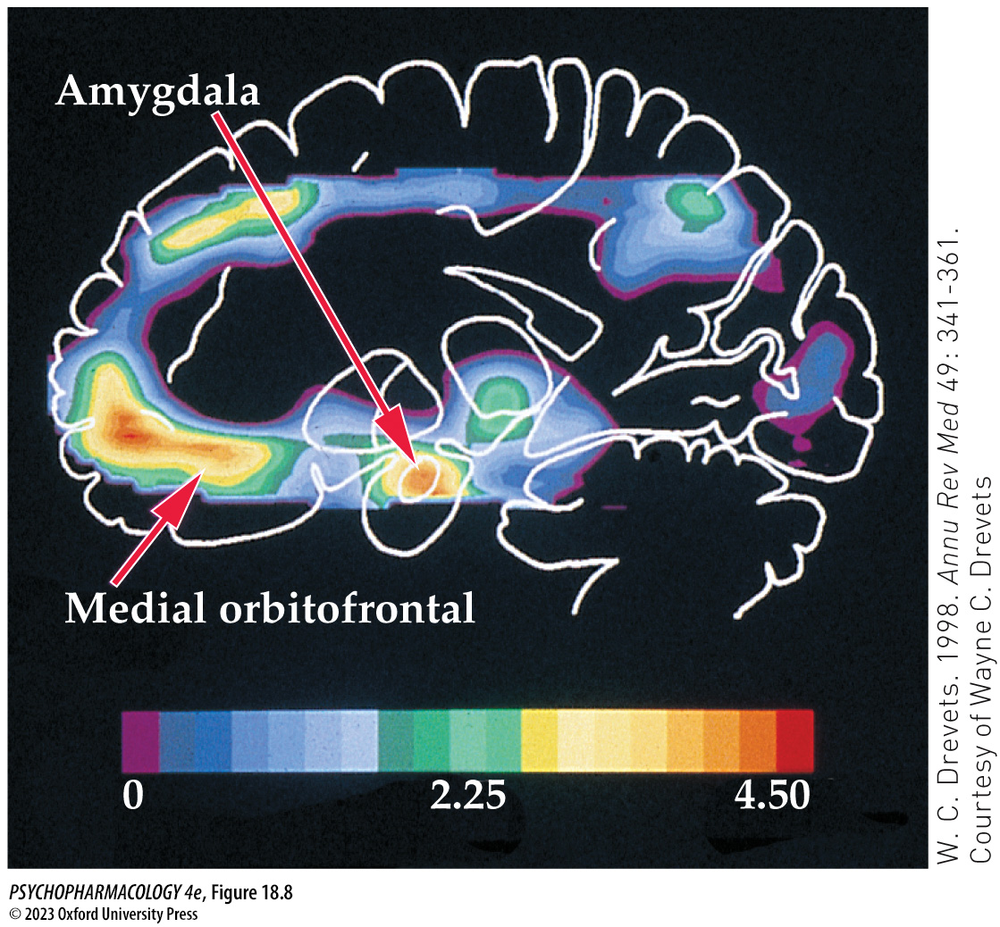 Amygdala
Medial orbitofrontal
0 2.25 4.50
W. C. Drevets. 1998. Annu Rev Med 49: 341-361.
Courtesy of Wayne C. Drevets
PSYCHOPHARMACOLOGY 4e, Figure 18.8
© 2023 Oxford University Press